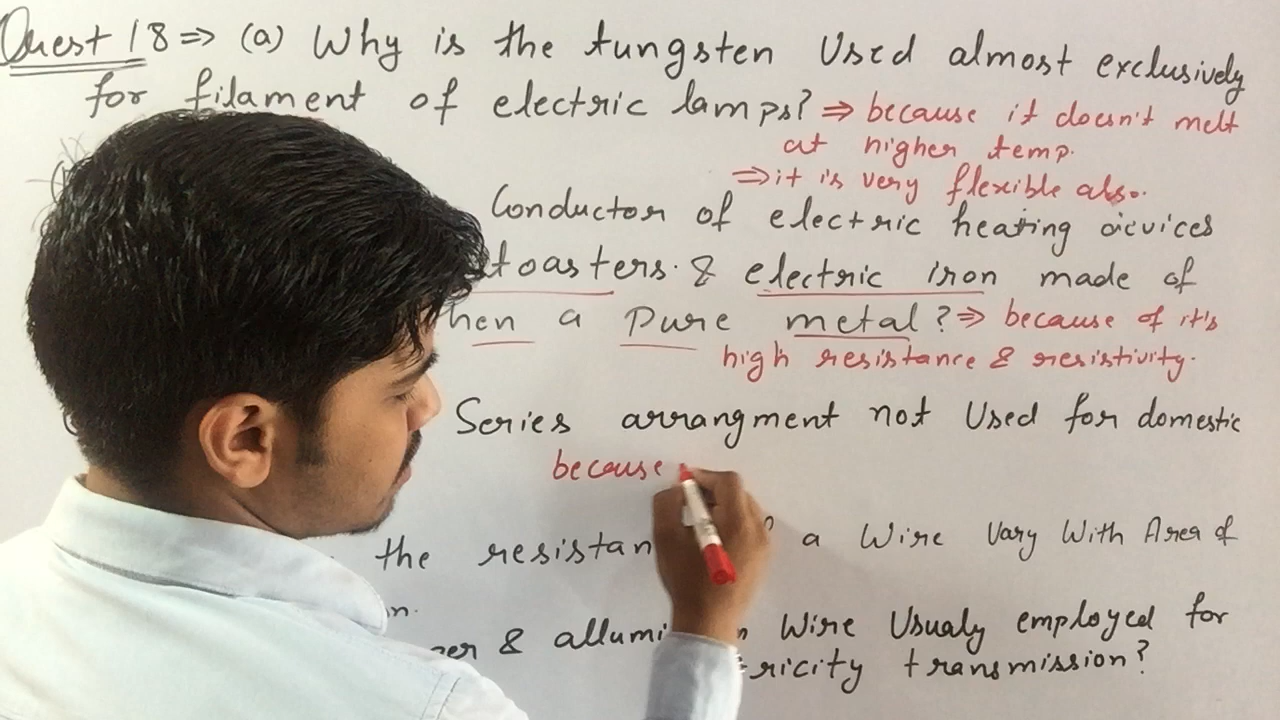 Quest 18 ⇒ (a) Why is the tungsten Used almost exclusively
for filament of electric lamps? ⇒ because it doesn't melt
at higher temp.
⇒ it is very flexible also.
Conductor of electric heating devices
toasters & electric iron made of
hen a Pure metal? ⇒ because of it's
high resistance & resistivity.
Series arrangment not Used for domestic
because
the resistan a Wire Vary With Area of
n.
per & allumi n Wire Usualy employed for
tricity transmission?